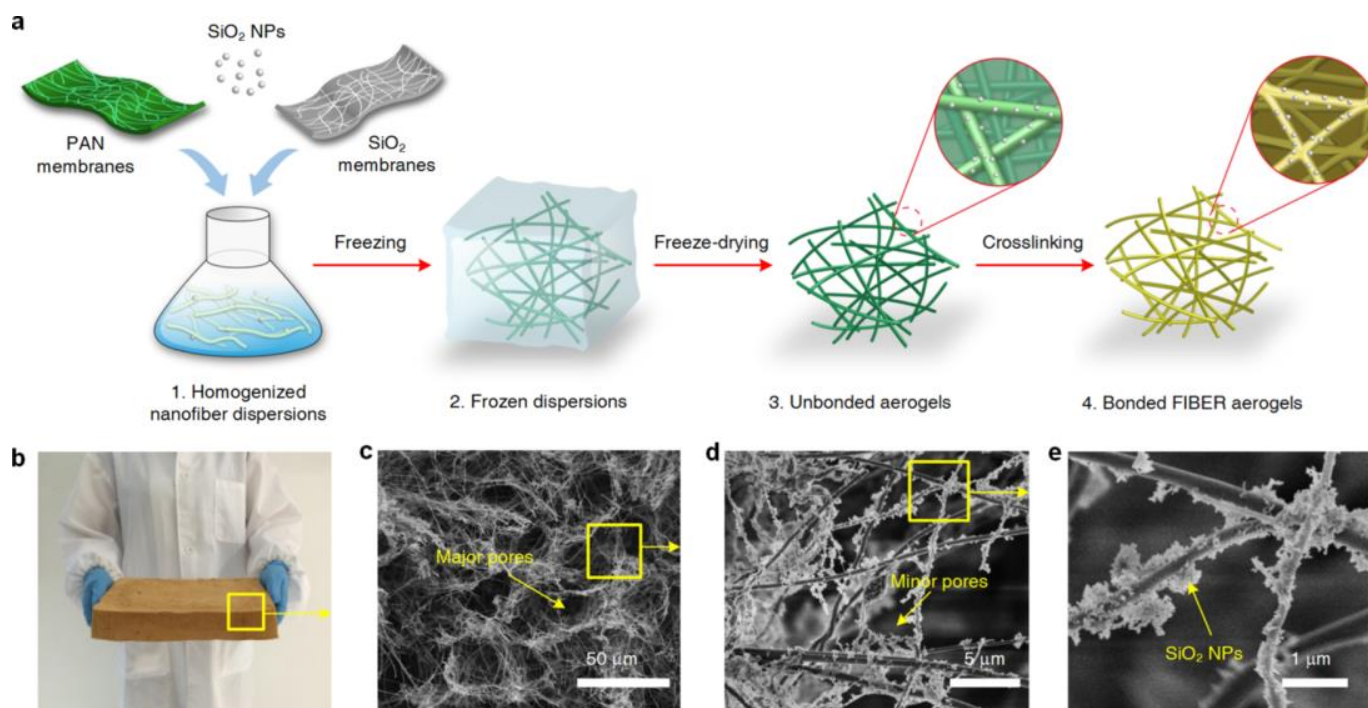 a
SiO₂ NPs
PAN
membranes
SiO₂
membranes
Freezing
Freeze-drying
Crosslinking
1. Homogenized
nanofiber dispersions
2. Frozen dispersions
3. Unbonded aerogels
4. Bonded FIBER aerogels
b
c
Major pores
50 μm
d
Minor pores
5 μm
e
SiO₂ NPs
1 μm